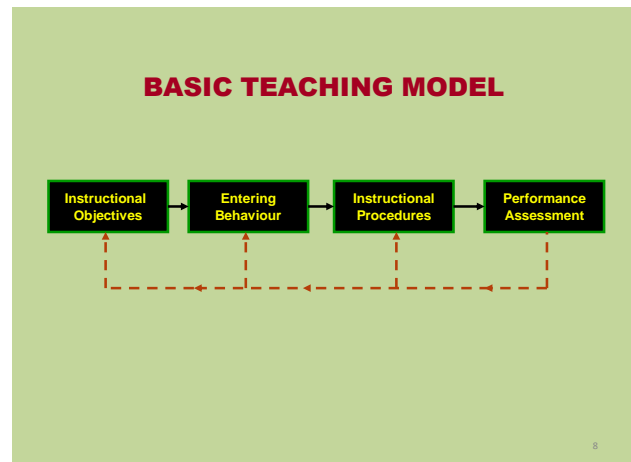 BASIC TEACHING MODEL
Instructional
Objectives
Entering
Behaviour
Instructional
Procedures
Performance
Assessment
8